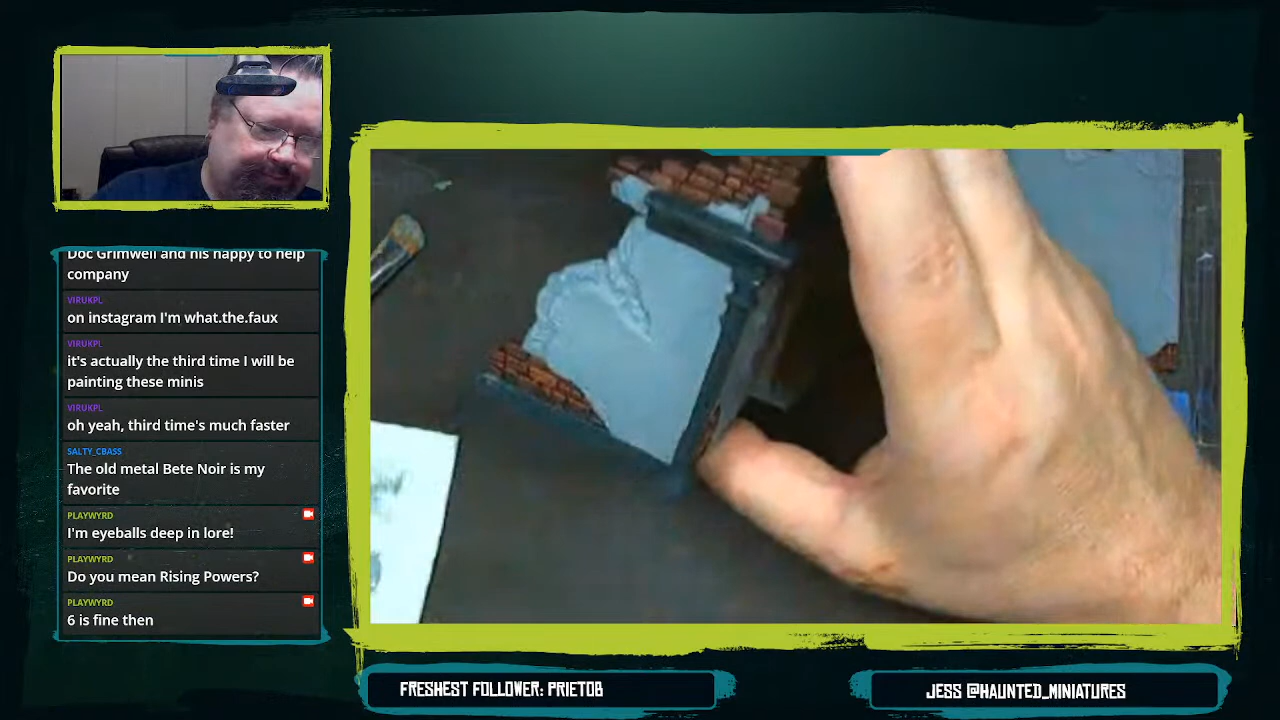 Doc Grimwell and his happy to help
company
VIRUKPL
on instagram I'm what.the.faux
VIRUKPL
it's actually the third time I will be
painting these minis
VIRUKPL
oh yeah, third time's much faster
SALTY_CBASS
The old metal Bete Noir is my
favorite
PLAYWYRD
I'm eyeballs deep in lore!
PLAYWYRD
Do you mean Rising Powers?
PLAYWYRD
6 is fine then
FRESHEST FOLLOWER: PRIETOB
JESS @HAUNTED_MINIATURES